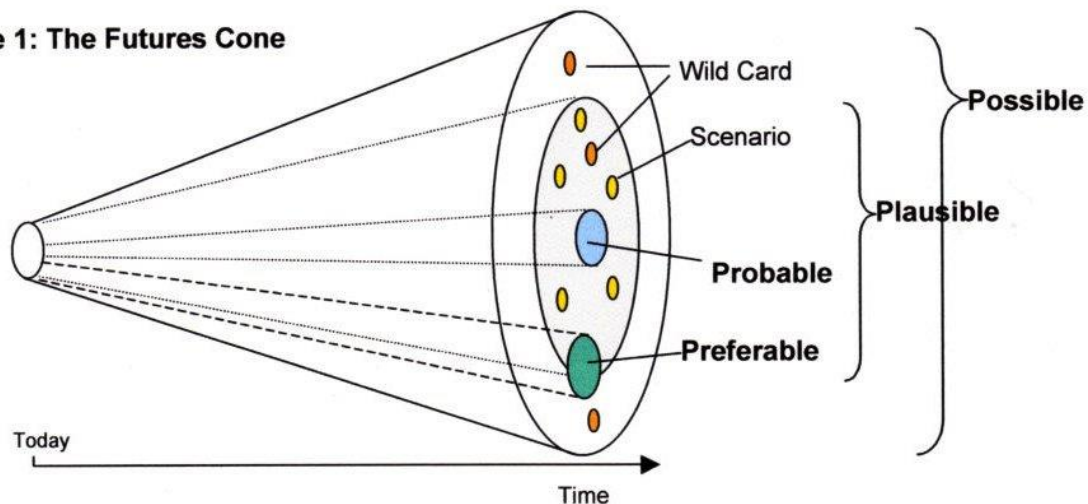 e 1: The Futures Cone
Wild Card
Possible
Scenario
Plausible
Probable
Preferable
Today
Time